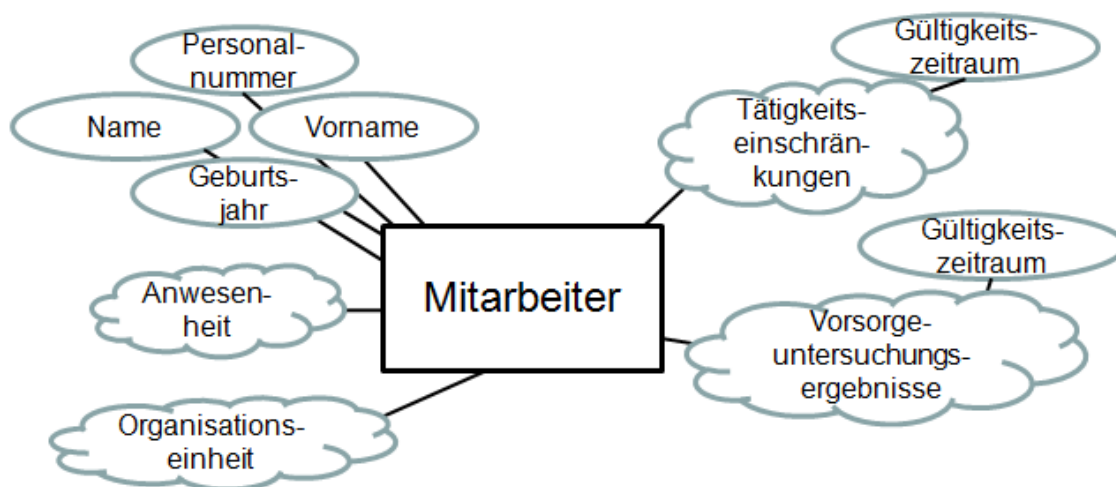 Personal-
nummer
Name
Vorname
Geburts-
jahr
Anwesen-
heit
Organisations-
einheit
Mitarbeiter
Gültigkeits-
zeitraum
Tätigkeits-
einschrän-
kungen
Gültigkeits-
zeitraum
Vorsorge-
untersuchungs-
ergebnisse